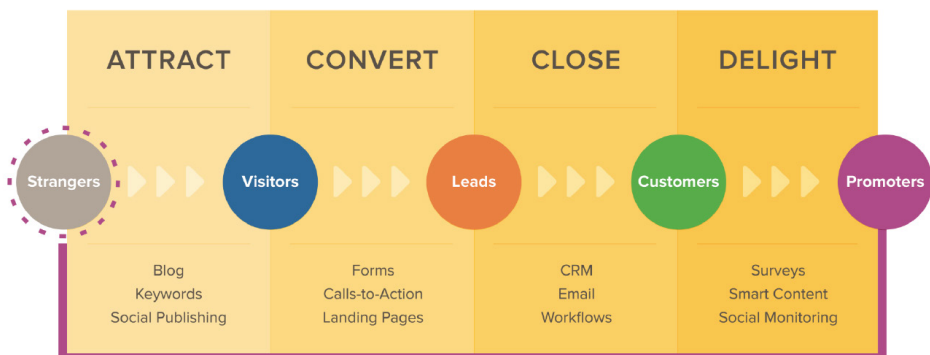 ATTRACT
CONVERT
CLOSE
DELIGHT
Strangers
Visitors
Leads
Customers
Promoters
Blog
Keywords
Social Publishing
Forms
Calls-to-Action
Landing Pages
CRM
Email
Workflows
Surveys
Smart Content
Social Monitoring